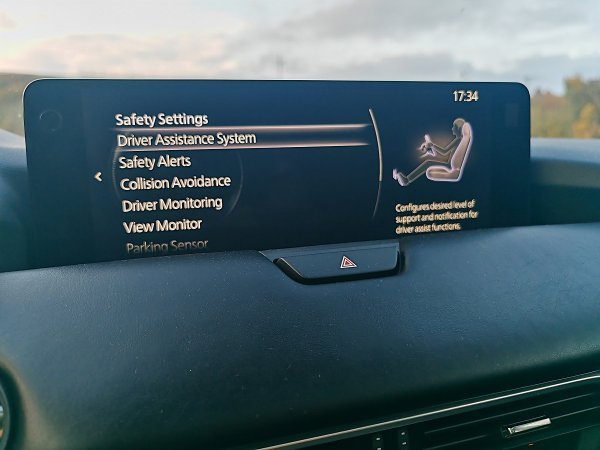 17:34
Safety Settings
Driver Assistance System
Safety Alerts
Collision Avoidance
Driver Monitoring
View Monitor
Parking Sensor
Configures desired level of
support and notification for
driver assist functions.